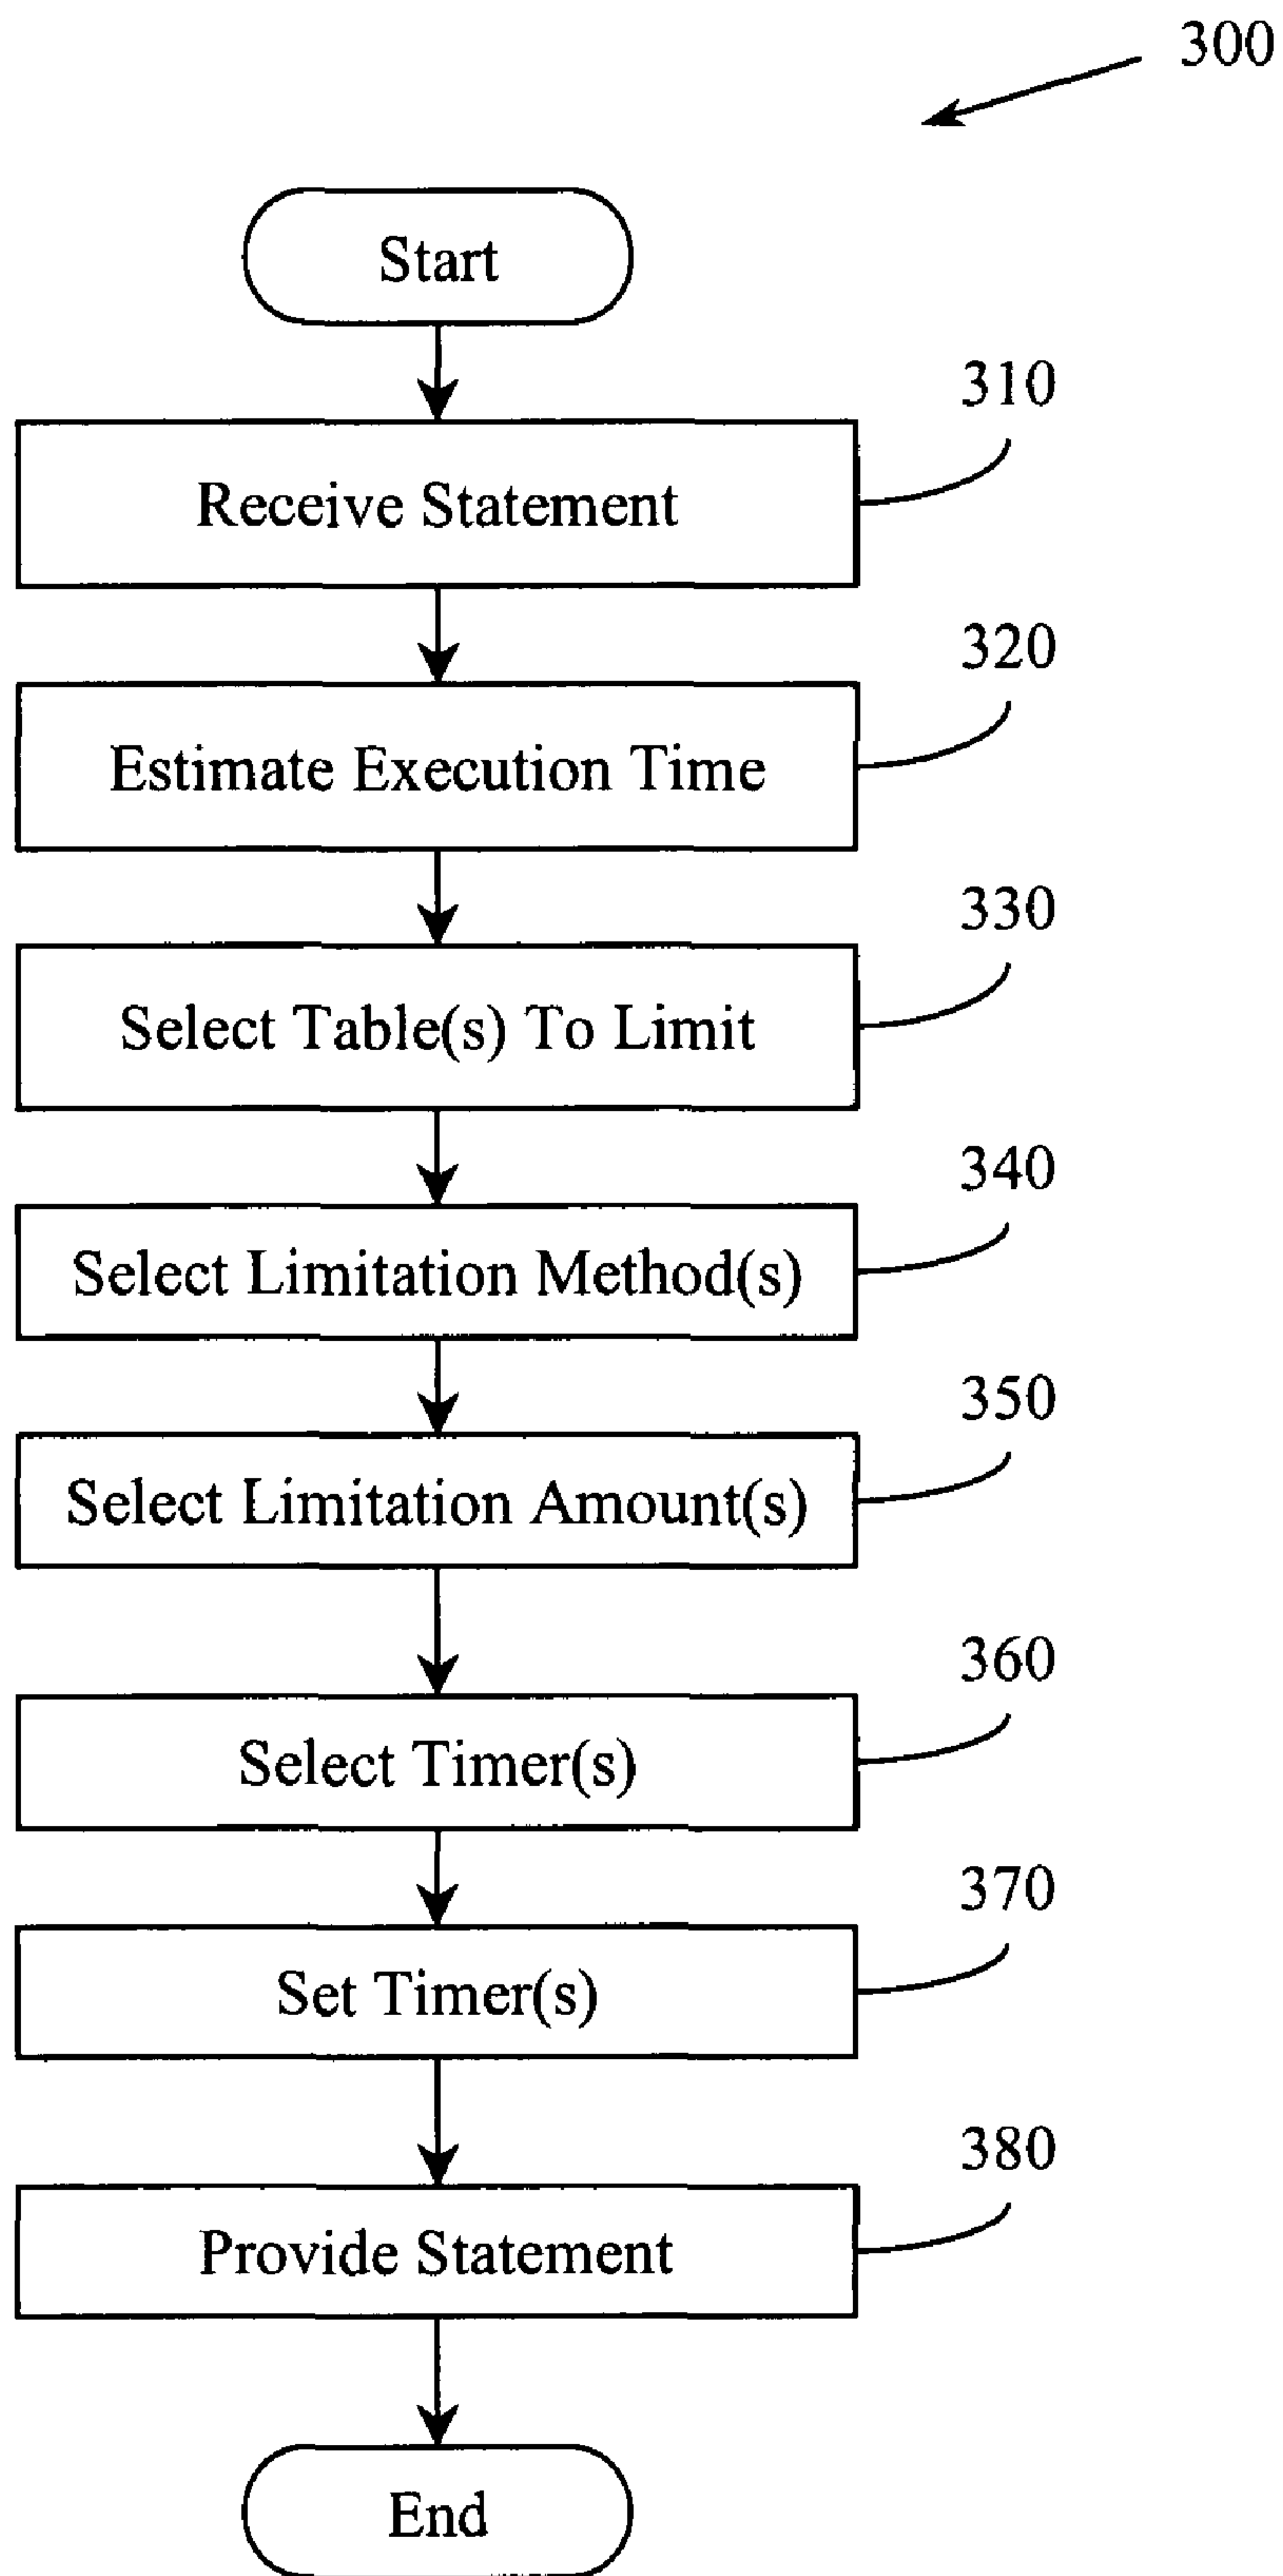 300
Start
310
Receive Statement
320
Estimate Execution Time
330
Select Table(s) To Limit
340
Select Limitation Method(s)
350
Select Limitation Amount(s)
360
Select Timer(s)
370
Set Timer(s)
380
Provide Statement
End